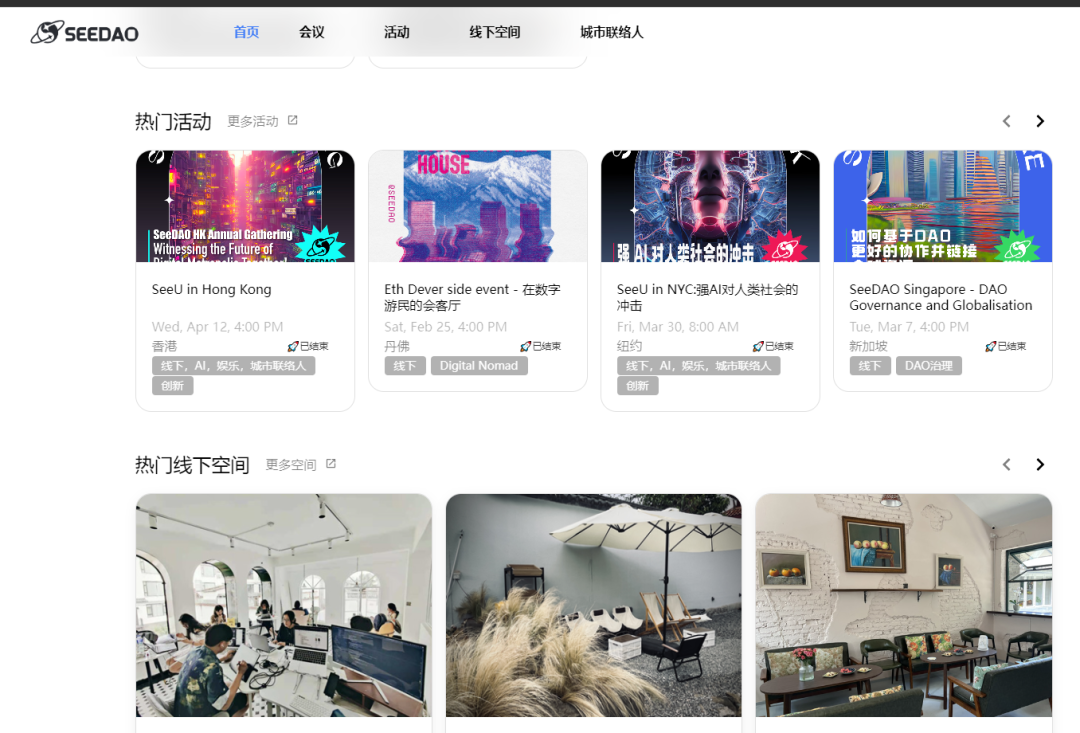 SEEDAO
首页
会议
活动
线下空间
城市联络人
热门活动
更多活动
SeeDAO HK Annual Gathering
Witnessing the Future of
HOUSE
@SEEDAO
强 AI 对人类社会的冲击
如何基于DAO
更好的协作并链接
SeeU in Hong Kong
Wed, Apr 12, 4:00 PM
香港
已结束
线下，AI，娱乐，城市联络人
创新
Eth Dever side event - 在数字
游民的会客厅
Sat, Feb 25, 4:00 PM
丹佛
已结束
线下
Digital Nomad
SeeU in NYC:强AI对人类社会的
冲击
Fri, Mar 30, 8:00 AM
纽约
已结束
线下，AI，娱乐，城市联络人
创新
SeeDAO Singapore - DAO
Governance and Globalisation
Tue, Mar 7, 4:00 PM
新加坡
已结束
线下
DAO治理
热门线下空间
更多空间